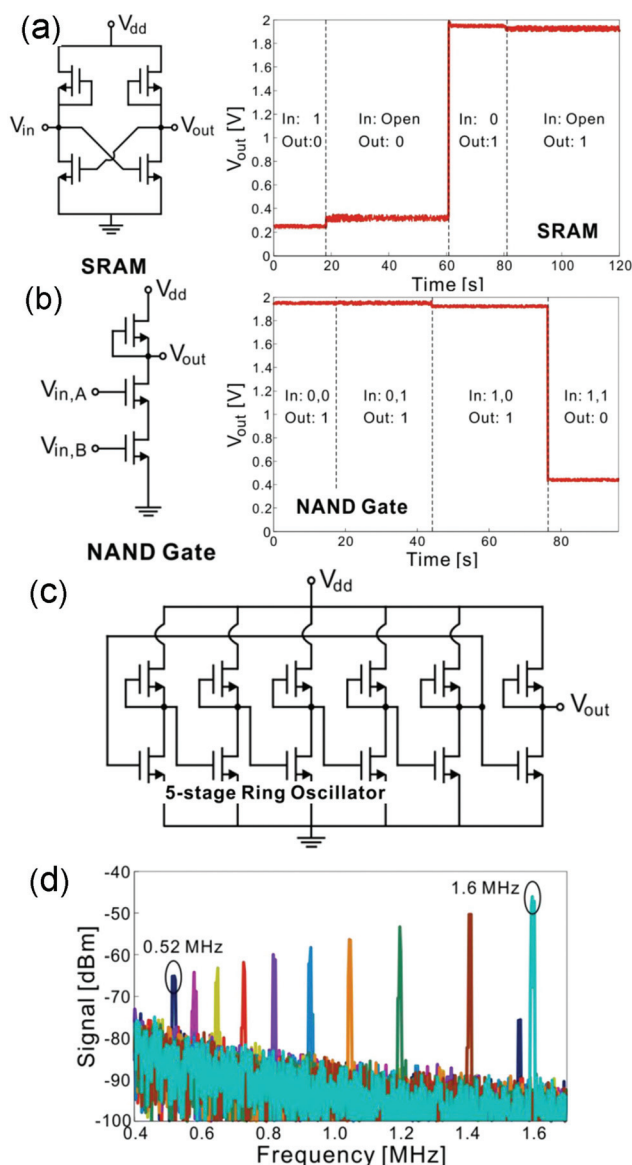 (a)
Vdd
Vin
Vout
SRAM
Vout [V]
2
1.8
1.6
1.4
1.2
1
0.8
0.6
0.4
0.2
0
In: 1
Out:0
In: Open
Out: 0
In: 0
Out:1
In: Open
Out: 1
SRAM
0 20 40 60 80 100 120
Time [s]
(b)
Vdd
Vout
Vin,A
Vin,B
NAND Gate
Vout [V]
2
1.8
1.6
1.4
1.2
1
0.8
0.6
0.4
0.2
0
In: 0,0
Out: 1
In: 0,1
Out: 1
In: 1,0
Out: 1
In: 1,1
Out: 0
NAND Gate
0 20 40 60 80
Time [s]
(c)
Vdd
Vout
5-stage Ring Oscillator
(d)
Signal [dBm]
-40
-50
-60
-70
-80
-90
-100
0.52 MHz
1.6 MHz
0.4 0.6 0.8 1.0 1.2 1.4 1.6
Frequency [MHz]